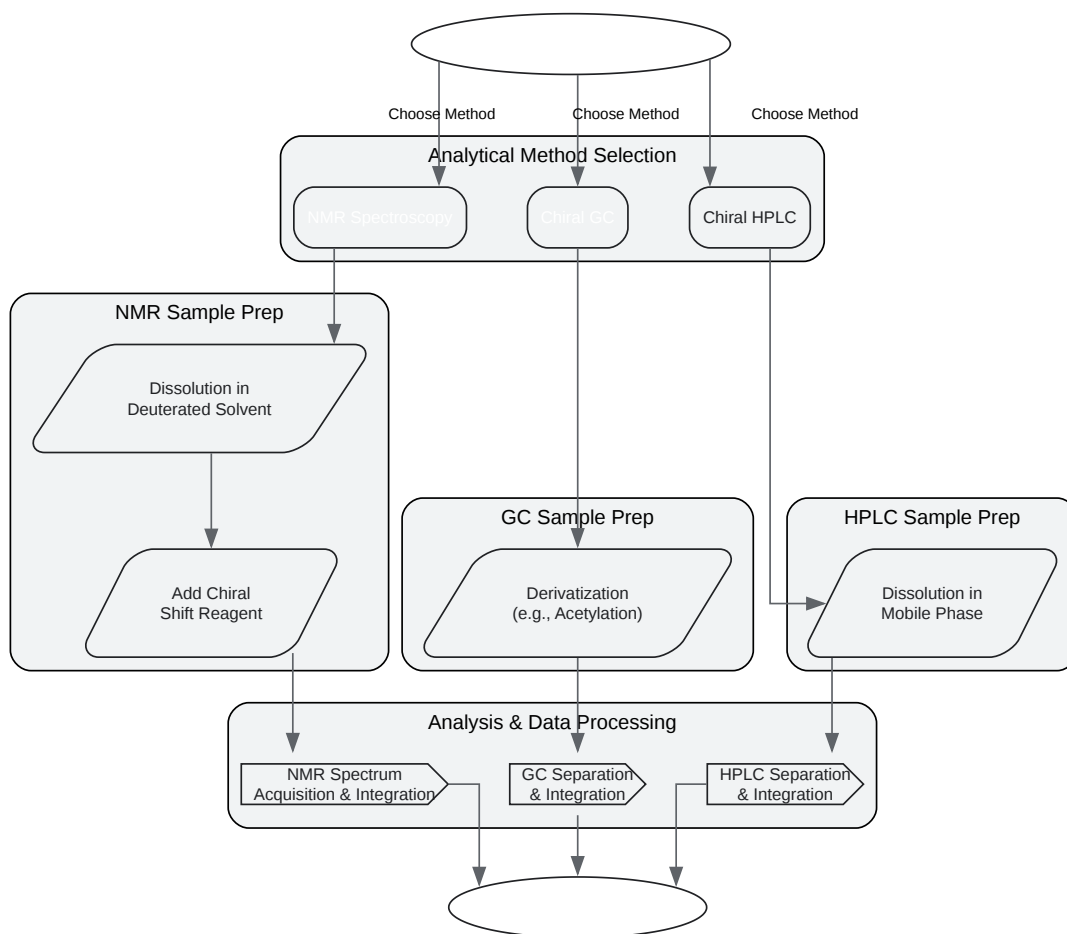 Choose Method
Choose Method
Choose Method
Analytical Method Selection
NMR Spectroscopy
Chiral GC
Chiral HPLC
NMR Sample Prep
Dissolution in
Deuterated Solvent
Add Chiral
Shift Reagent
GC Sample Prep
Derivatization
(e.g., Acetylation)
HPLC Sample Prep
Dissolution in
Mobile Phase
Analysis & Data Processing
NMR Spectrum
Acquisition & Integration
GC Separation
& Integration
HPLC Separation
& Integration